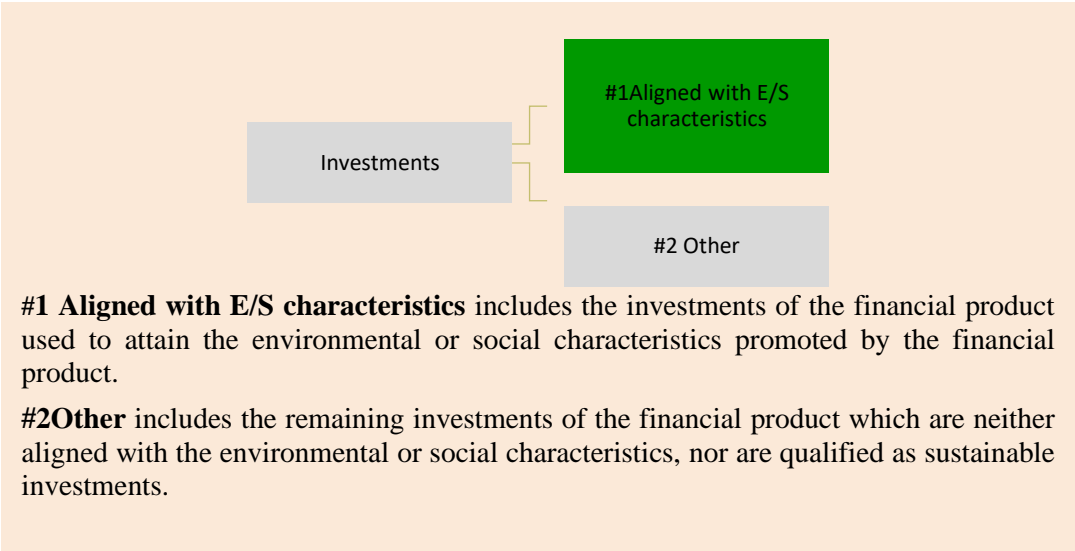 #1Aligned with E/S
characteristics
Investments
#2 Other
#1 Aligned with E/S characteristics includes the investments of the financial product
used to attain the environmental or social characteristics promoted by the financial
product.
#2Other includes the remaining investments of the financial product which are neither
aligned with the environmental or social characteristics, nor are qualified as sustainable
investments.